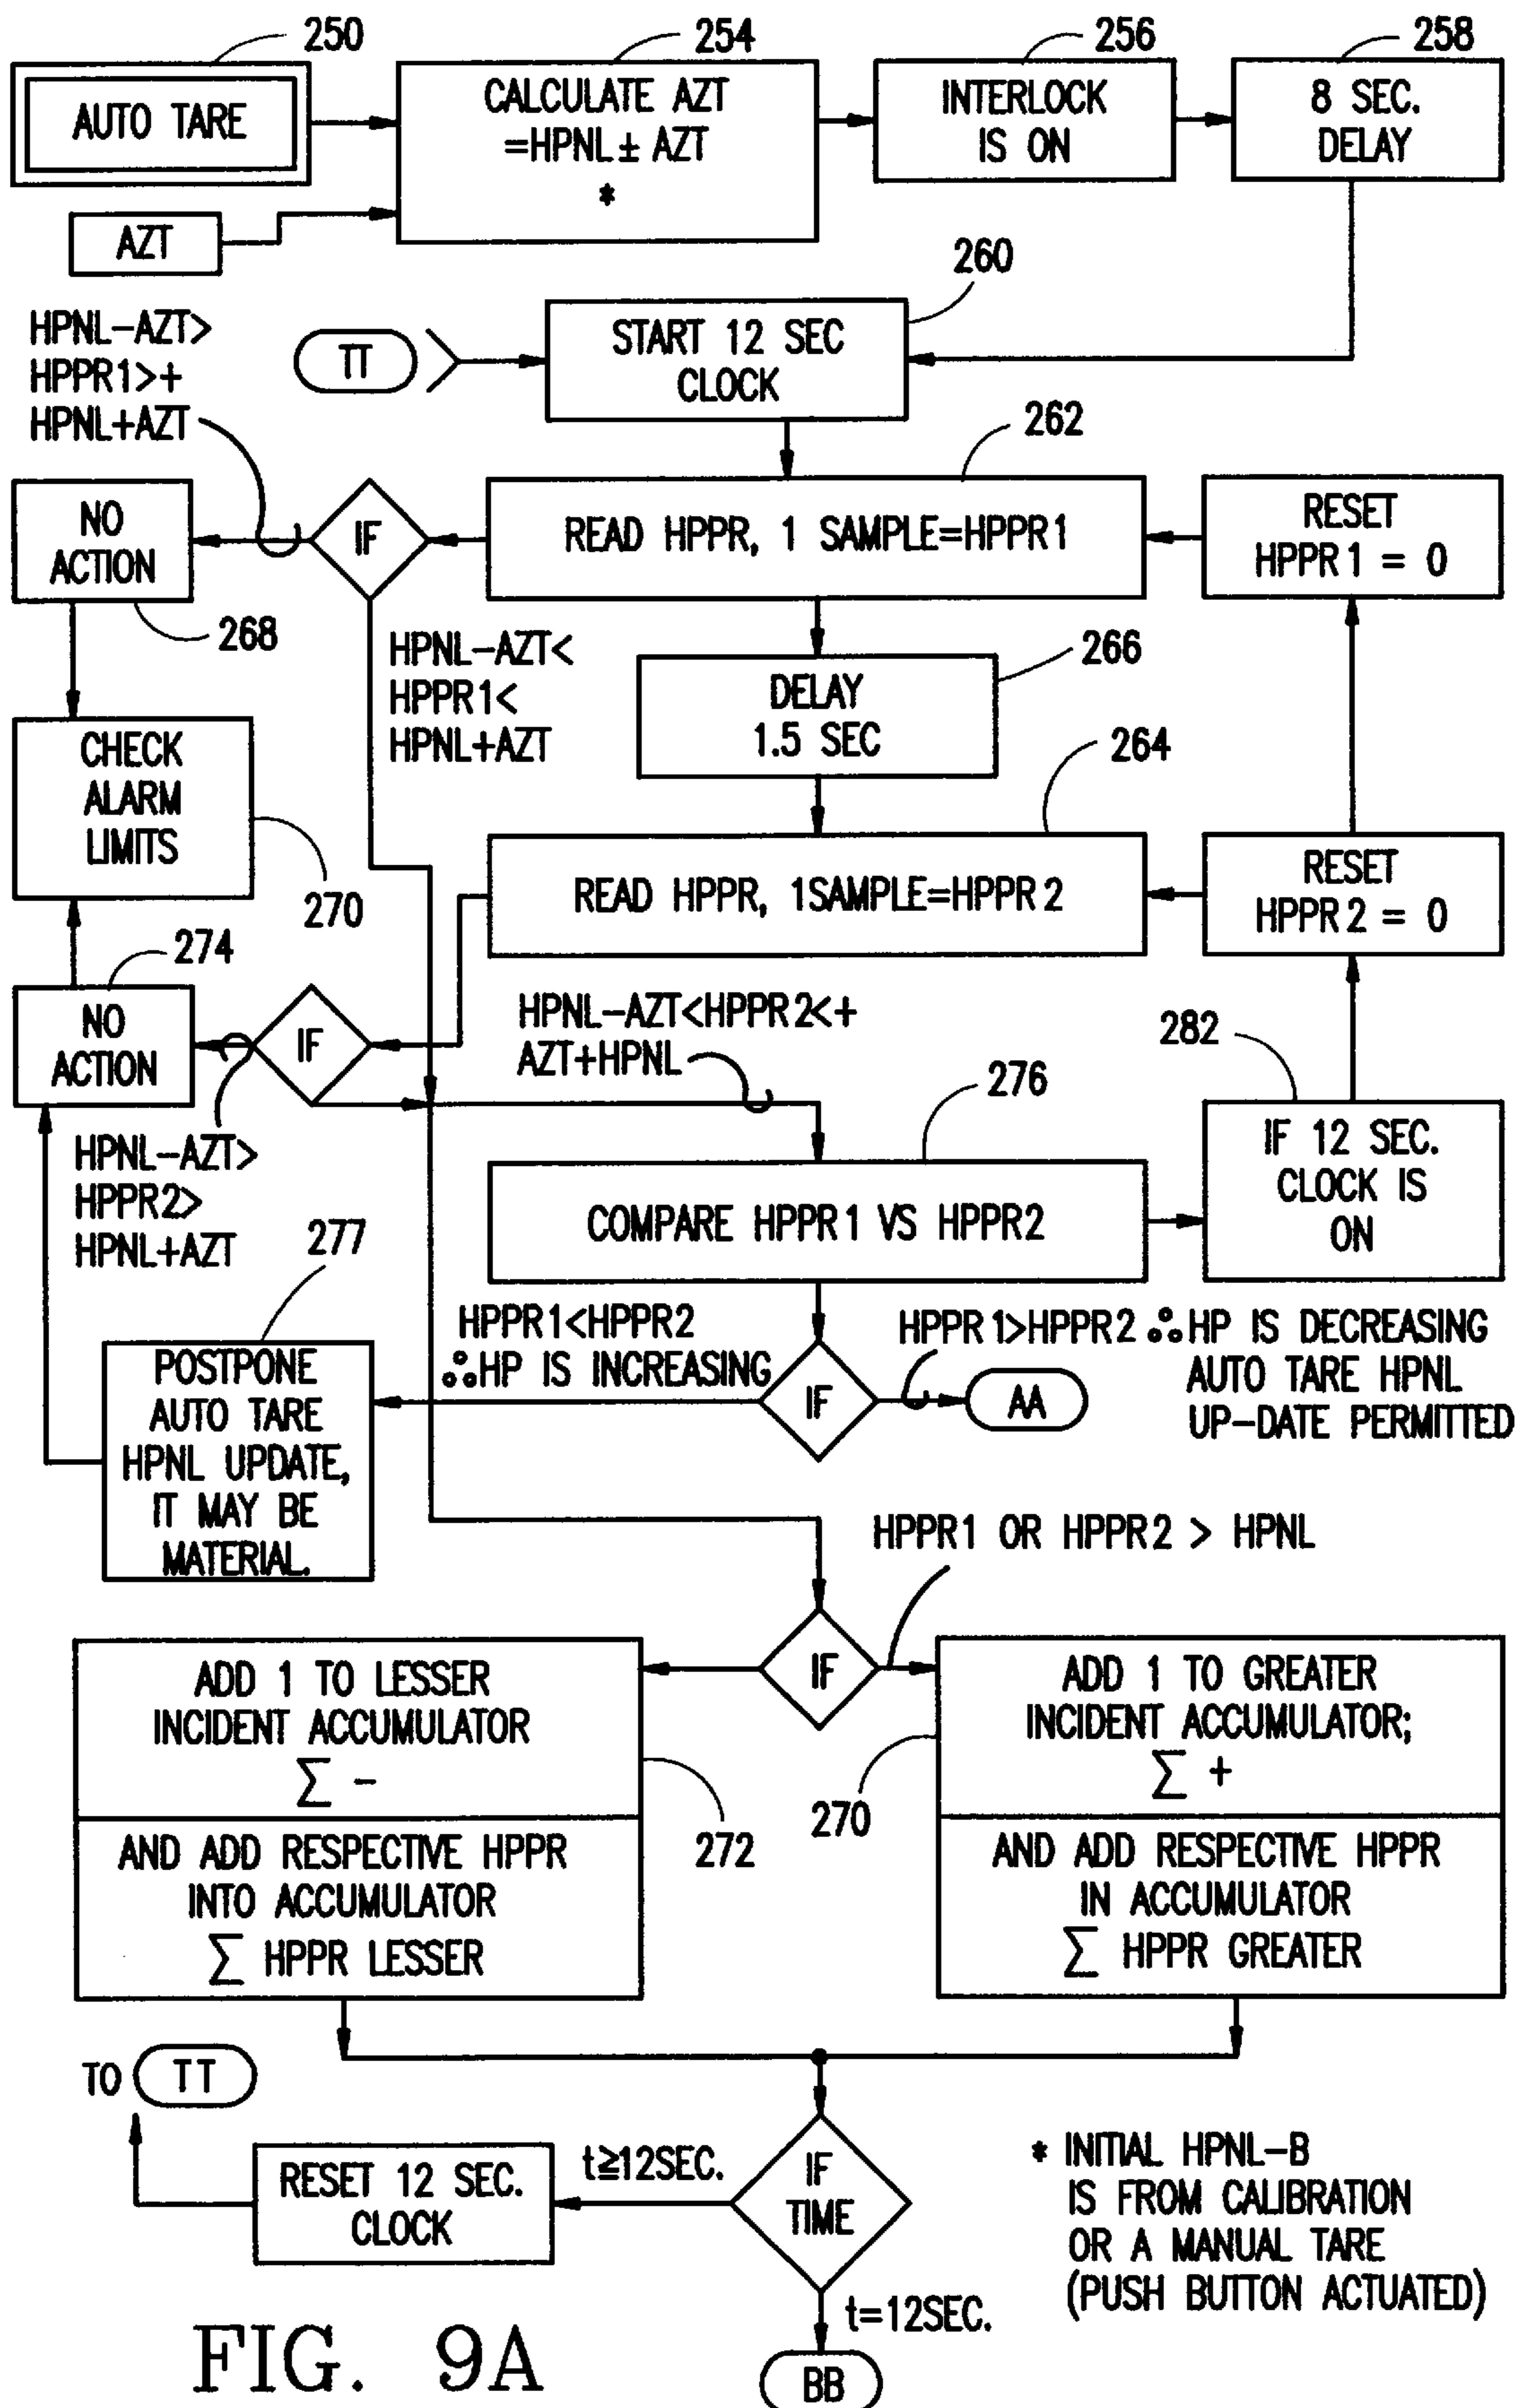 250
254
256
258
AUTO TARE
CALCULATE AZT
=HPNL± AZT
*
INTERLOCK
IS ON
8 SEC.
DELAY
AZT
260
HPNL-AZT>
HPPR1>+
HPNL+AZT
TT
START 12 SEC
CLOCK
262
NO
ACTION
IF
READ HPPR, 1 SAMPLE=HPPR1
RESET
HPPR1 = 0
268
HPNL-AZT<
HPPR1<
HPNL+AZT
266
DELAY
1.5 SEC
CHECK
ALARM
LIMITS
264
270
READ HPPR, 1SAMPLE=HPPR2
RESET
HPPR2 = 0
274
NO
ACTION
IF
HPNL-AZT<HPPR2<+
AZT+HPNL
282
276
HPNL-AZT>
HPPR2>
HPNL+AZT
COMPARE HPPR1 VS HPPR2
IF 12 SEC.
CLOCK IS
ON
277
HPPR1<HPPR2
∴HP IS INCREASING
HPPR1>HPPR2 ∴HP IS DECREASING
AUTO TARE HPNL
UP-DATE PERMITTED
POSTPONE
AUTO TARE
HPNL UPDATE,
IT MAY BE
MATERIAL.
IF
AA
HPPR1 OR HPPR2 > HPNL
ADD 1 TO LESSER
INCIDENT ACCUMULATOR
∑ -
IF
ADD 1 TO GREATER
INCIDENT ACCUMULATOR;
∑ +
272
270
AND ADD RESPECTIVE HPPR
INTO ACCUMULATOR
∑ HPPR LESSER
AND ADD RESPECTIVE HPPR
IN ACCUMULATOR
∑ HPPR GREATER
TO TT
RESET 12 SEC.
CLOCK
t≧12SEC.
IF
TIME
* INITIAL HPNL-B
IS FROM CALIBRATION
OR A MANUAL TARE
(PUSH BUTTON ACTUATED)
t=12SEC.
BB
FIG. 9A